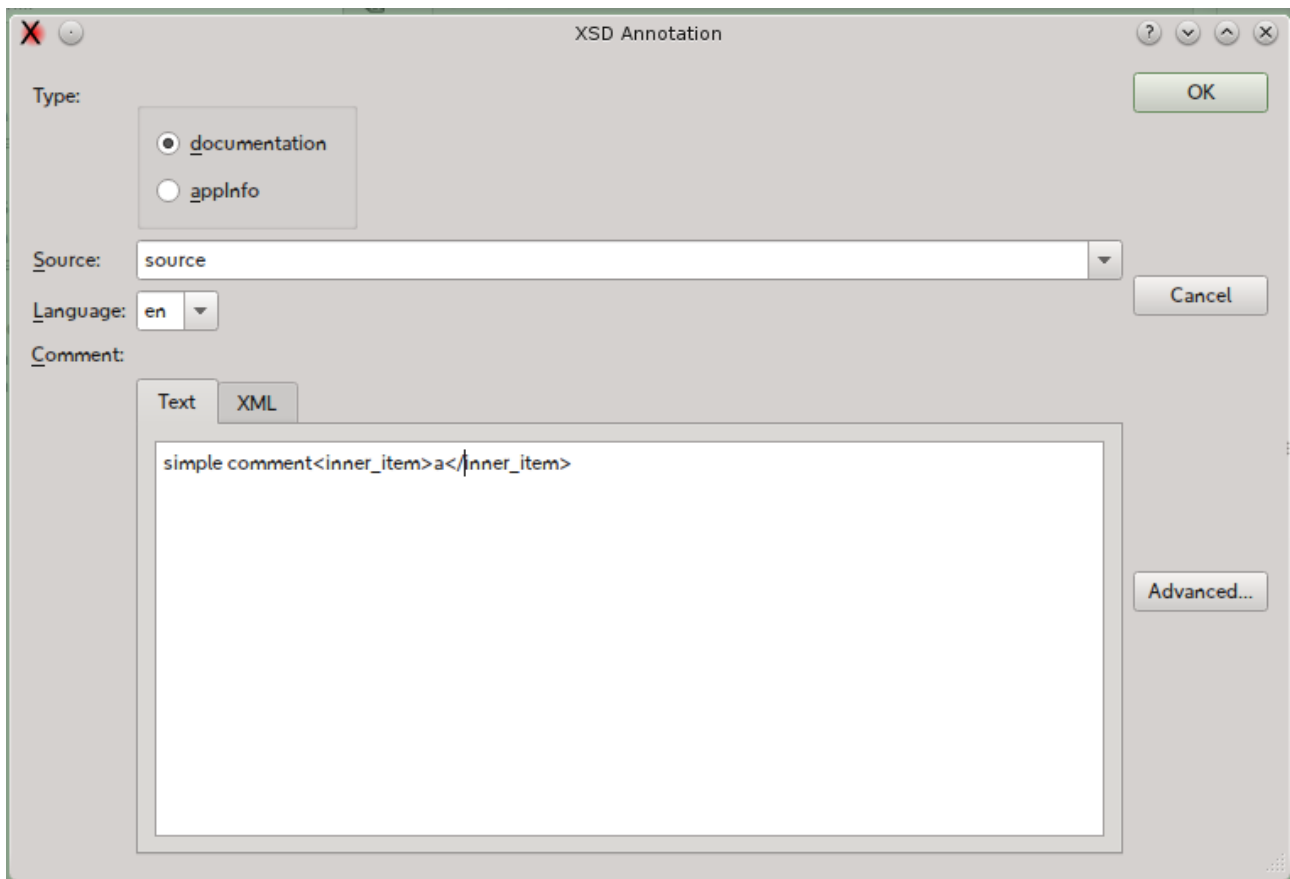 XSD Annotation
Type:
OK
documentation
appInfo
Source: source
Cancel
Language: en
Comment:
Text XML
simple comment<inner_item>a</inner_item>
Advanced...